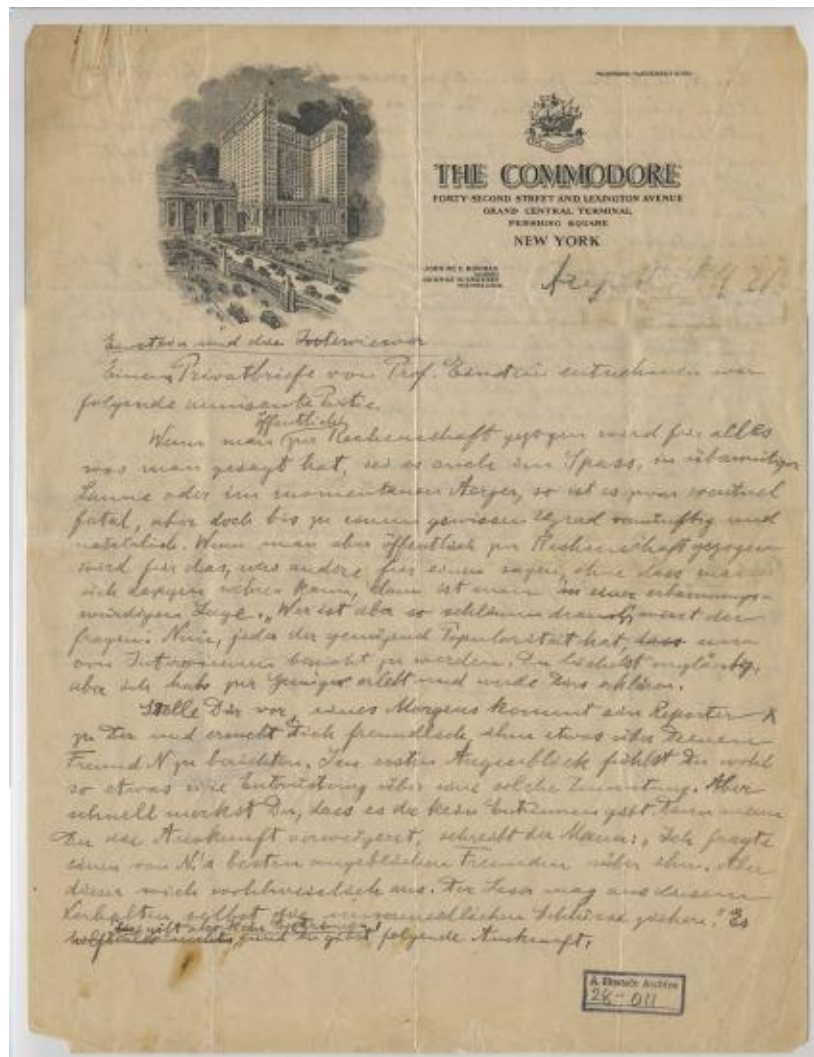 THE COMMODORE
FORTY-SECOND STREET AND LEXINGTON AVENUE
GRAND CENTRAL TERMINAL
PERSHING SQUARE
NEW YORK
Einstein und die Interviewer
Einem Privatbriefe von Prof. Einstein entnehmen wir
folgende amüsante
öffentlich
Wenn man zur Rechenschaft gezogen wird für alles
was man gesagt hat, sei es auch im Spass, in übermütiger
Laune oder im momentanen Aerger, so ist es zwar eventuel
fatal, aber doch bis zu einem gewissen Grad vernünftig und
natürlich. Wenn man aber öffentlich zur Rechenschaft gezogen
wird für das, was andere für einen sagen, ohne dass man
sich dagegen wehren kann, dann ist man in einer erbarmungs-
würdigen Lage. „Wer ist aber so schlimm dran?", wirst du
fragen. Nun, jeder der genügend Popularität hat, um
von Interviewern besucht zu werden. Du lächelst ungläubig,
aber ich habe zur Genüge erlebt und werde Dirs erklären.
Stelle Dir vor, eines Morgens kommt ein Reporter
zu Dir und ersucht Dich freundlich, ihm etwas über Deinen
Freund N zu berichten. Im ersten Augenblick fühlst Du wohl
so etwas wie Entrüstung über eine solche Zumutung. Aber
schnell merkst Du, dass es da kein Entrinnen gibt. Denn wenn
Du die Auskunft verweigerst, schreibt der Mann: „Ich fragte
einen von N's besten angeblichen Freunden über ihn. Aber
dieser wich wohlweislich aus. Der Leser mag aus diesem
Verhalten selbst die unvermeidlichen Schlüsse ziehen." Es
gibt also kein
und Du gibst folgende Auskunft:
A. Einstein Archive
28-011